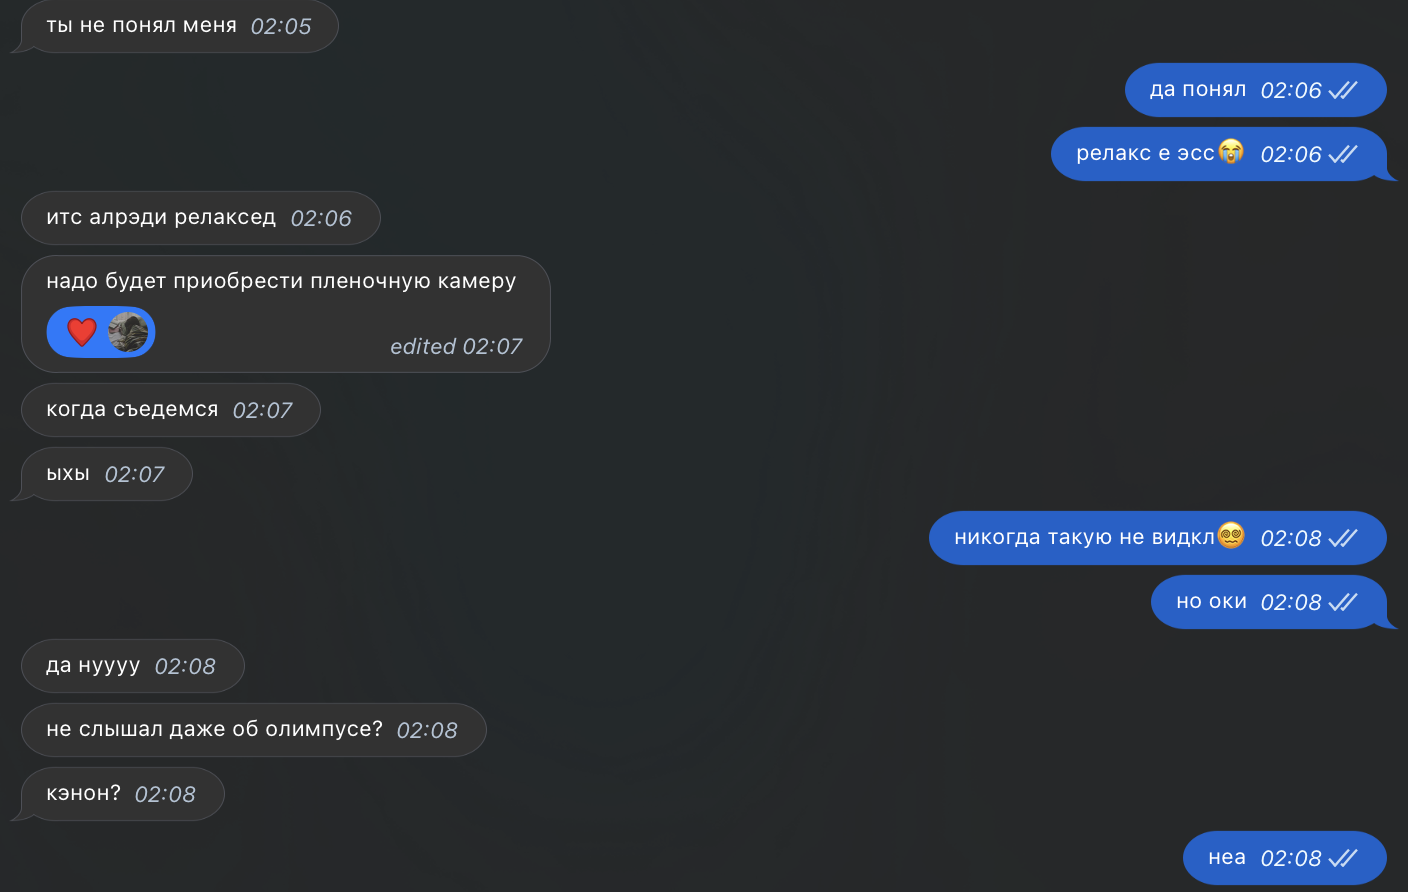 ты не понял меня 02:05
да понял 02:06
релакс е эсс😭 02:06
итс алрэди релаксед 02:06
надо будет приобрести пленочную камеру
❤️ edited 02:07
когда съедемся 02:07
ыхы 02:07
никогда такую не видкл😵‍💫 02:08
но оки 02:08
да нуууу 02:08
не слышал даже об олимпусе? 02:08
кэнон? 02:08
неа 02:08